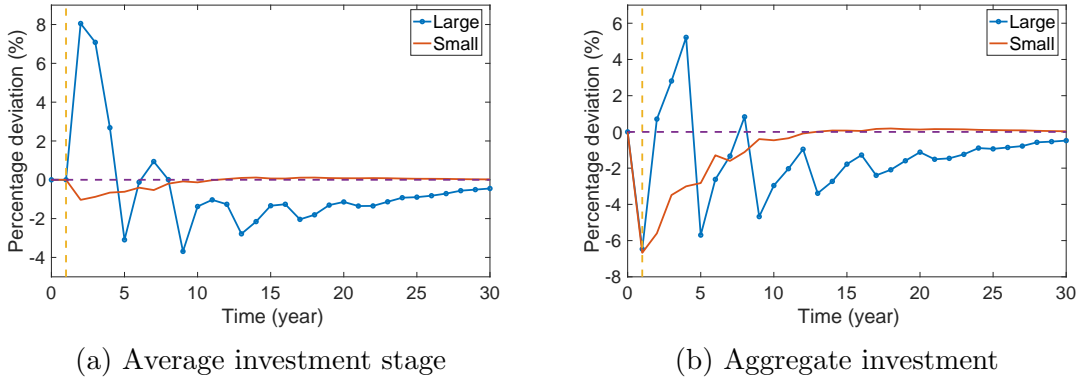 Percentage deviation (%)
8
6
4
2
0
-2
-4
0 5 10 15 20 25 30
Time (year)
Large
Small
(a) Average investment stage
Percentage deviation (%)
6
4
2
0
-2
-4
-6
-8
0 5 10 15 20 25 30
Time (year)
Large
Small
(b) Aggregate investment